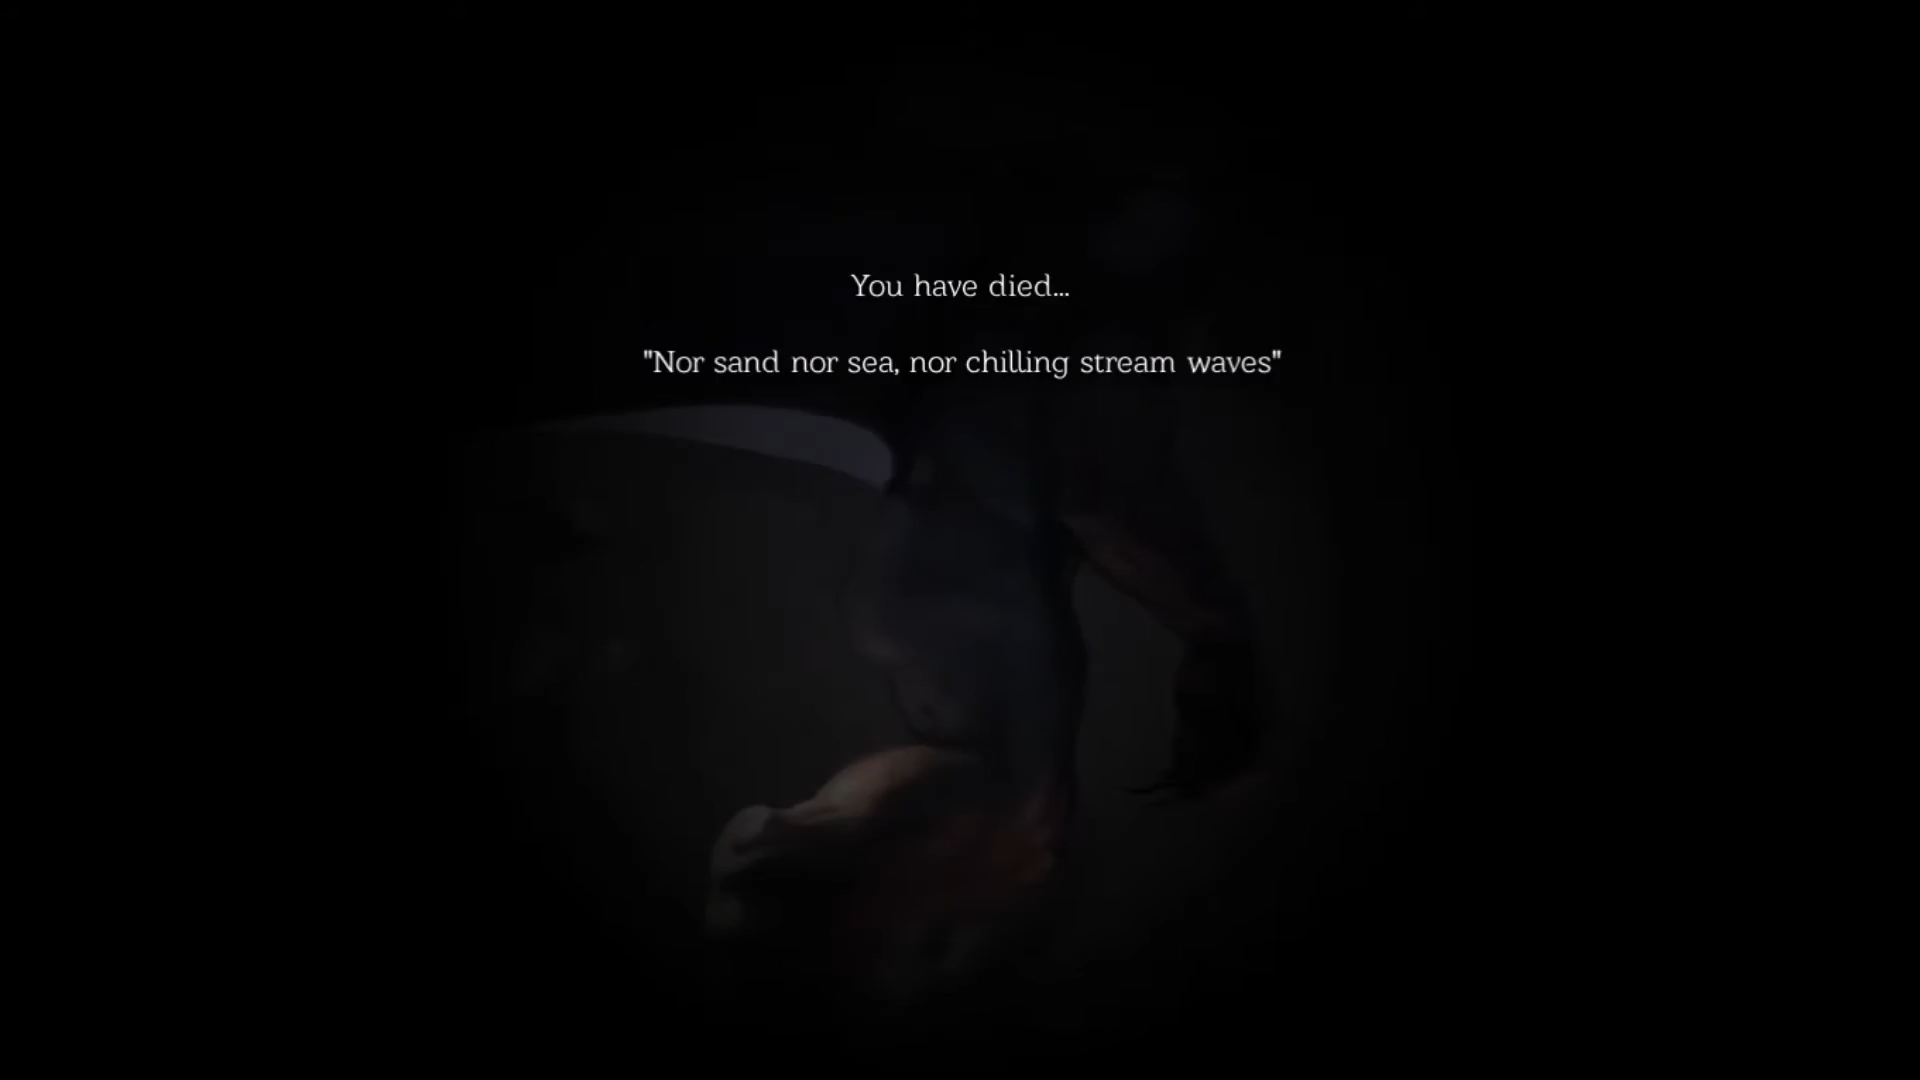 You have died...
"Nor sand nor sea, nor chilling stream waves"